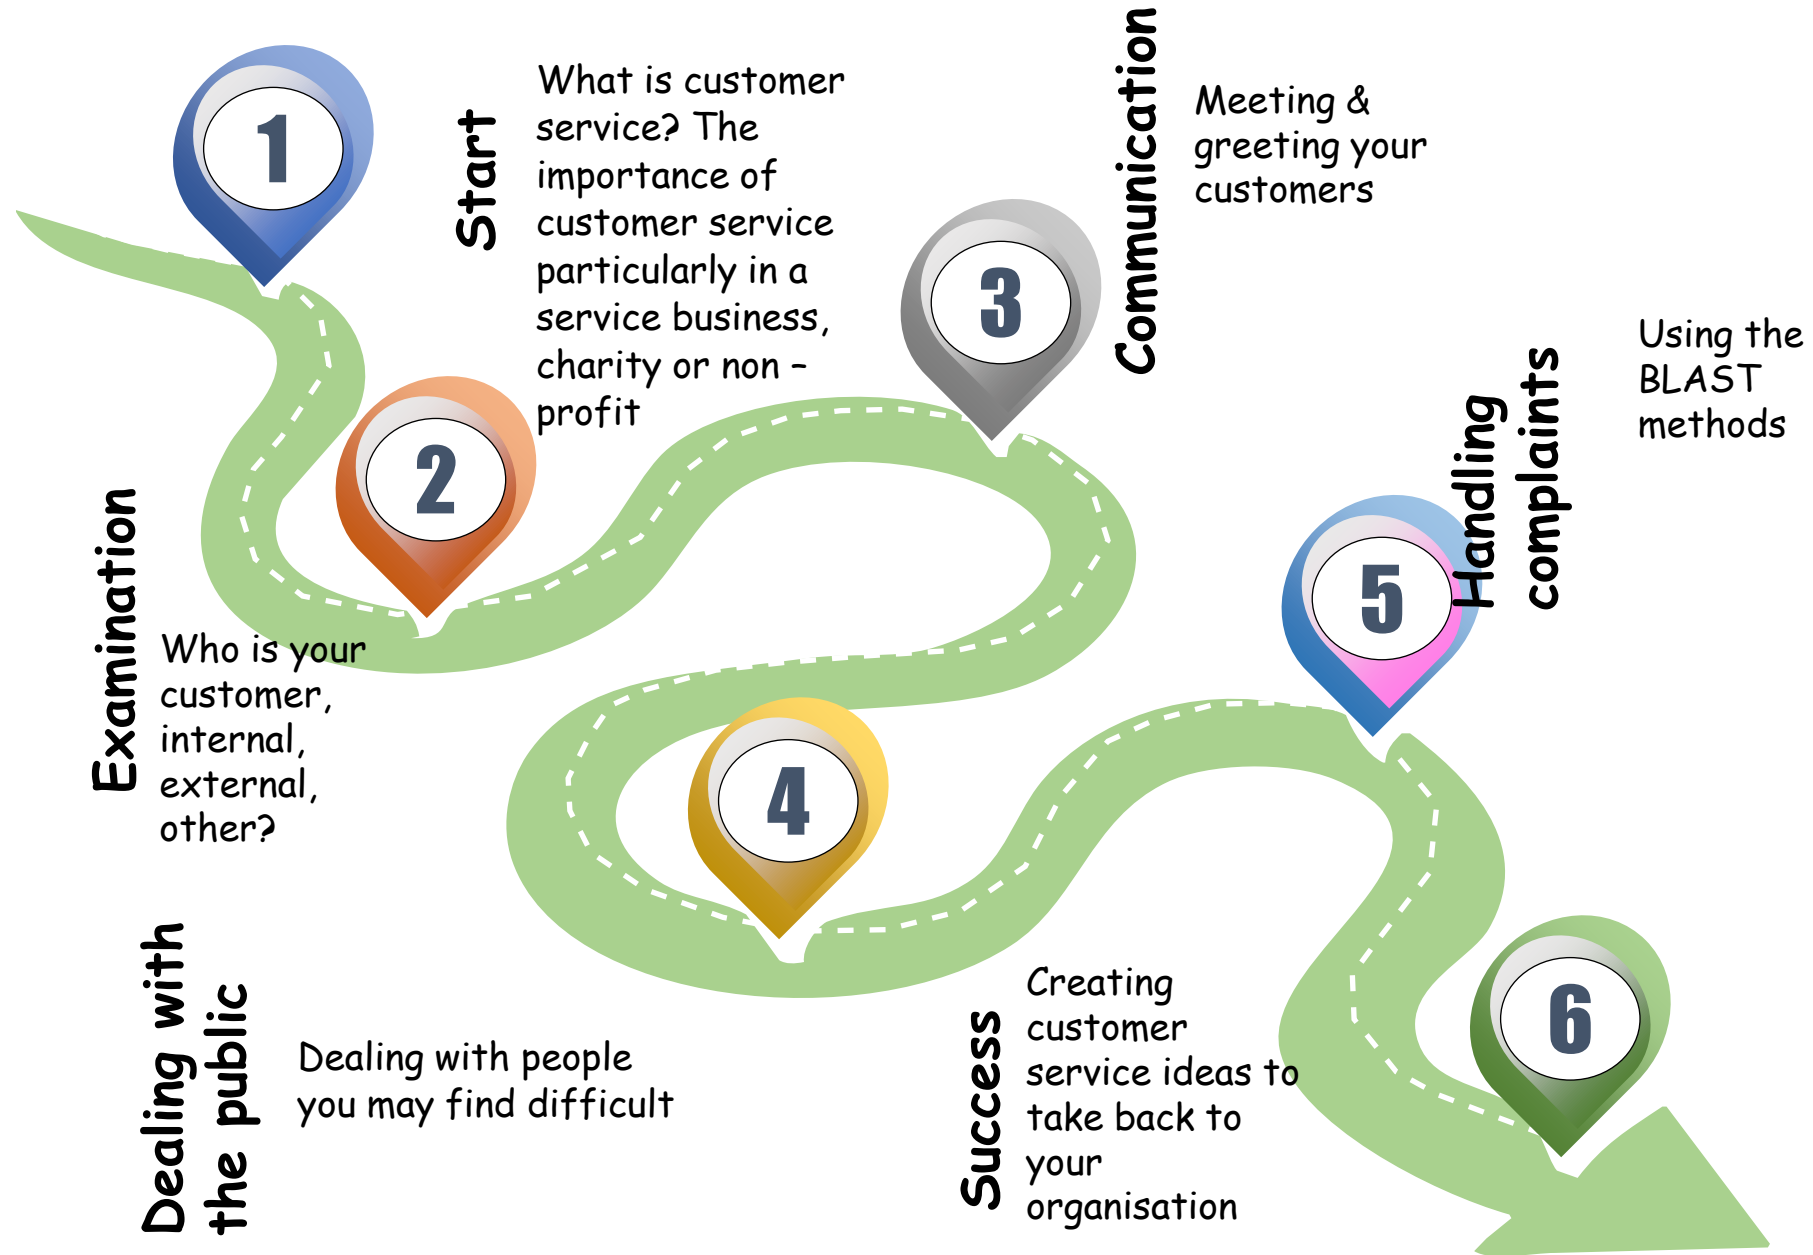 1
Start
What is customer
service? The
importance of
customer service
particularly in a
service business,
charity or non –
profit
2
Examination
Who is your
customer,
internal,
external,
other?
3
Communication
Meeting &
greeting your
customers
4
Dealing with
the public
Dealing with people
you may find difficult
5
Handling
complaints
Using the
BLAST
methods
6
Success
Creating
customer
service ideas to
take back to
your
organisation